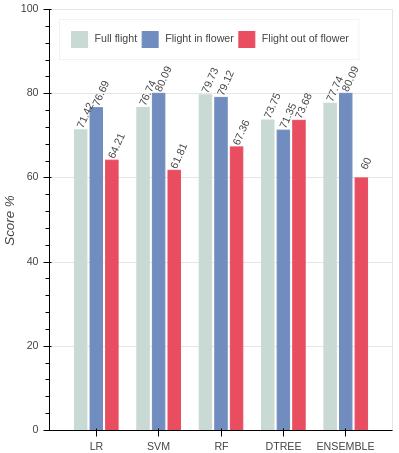 100
80
60
40
20
0
Score %
Full flight Flight in flower Flight out of flower
71.42 76.69 64.21
76.74 80.09 61.81
79.73 79.12 67.36
73.75 71.35 73.68
77.74 80.09 60
LR SVM RF DTREE ENSEMBLE